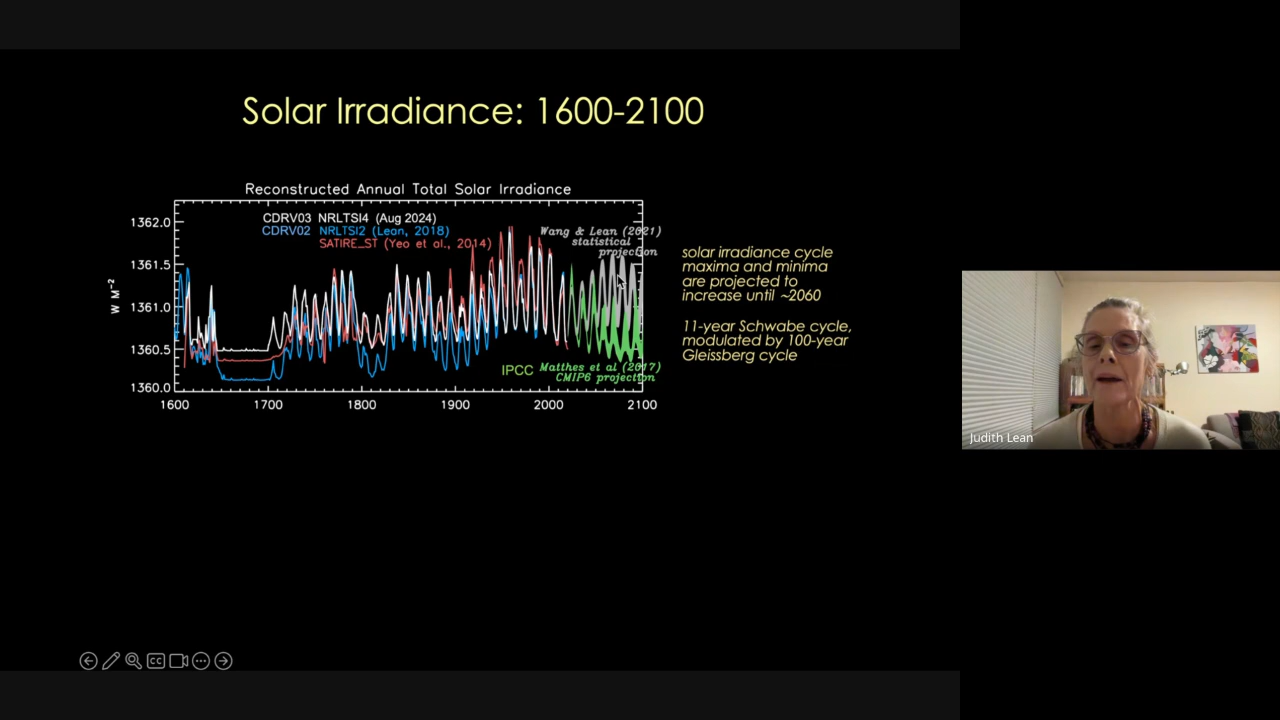 Solar Irradiance: 1600-2100
Reconstructed Annual Total Solar Irradiance
CDRV03 NRLTSI4 (Aug 2024)
CDRV02 NRLTSI2 (Lean, 2018)
SATIRE_ST (Yeo et al., 2014)
Wang & Lean (2021)
statistical
projection
IPCC Matthes et al (2017)
CMIP6 projection
W M⁻²
1362.0
1361.5
1361.0
1360.5
1360.0
1600 1700 1800 1900 2000 2100
solar irradiance cycle
maxima and minima
are projected to
increase until ~2060
11-year Schwabe cycle,
modulated by 100-year
Gleissberg cycle
Judith Lean
CC